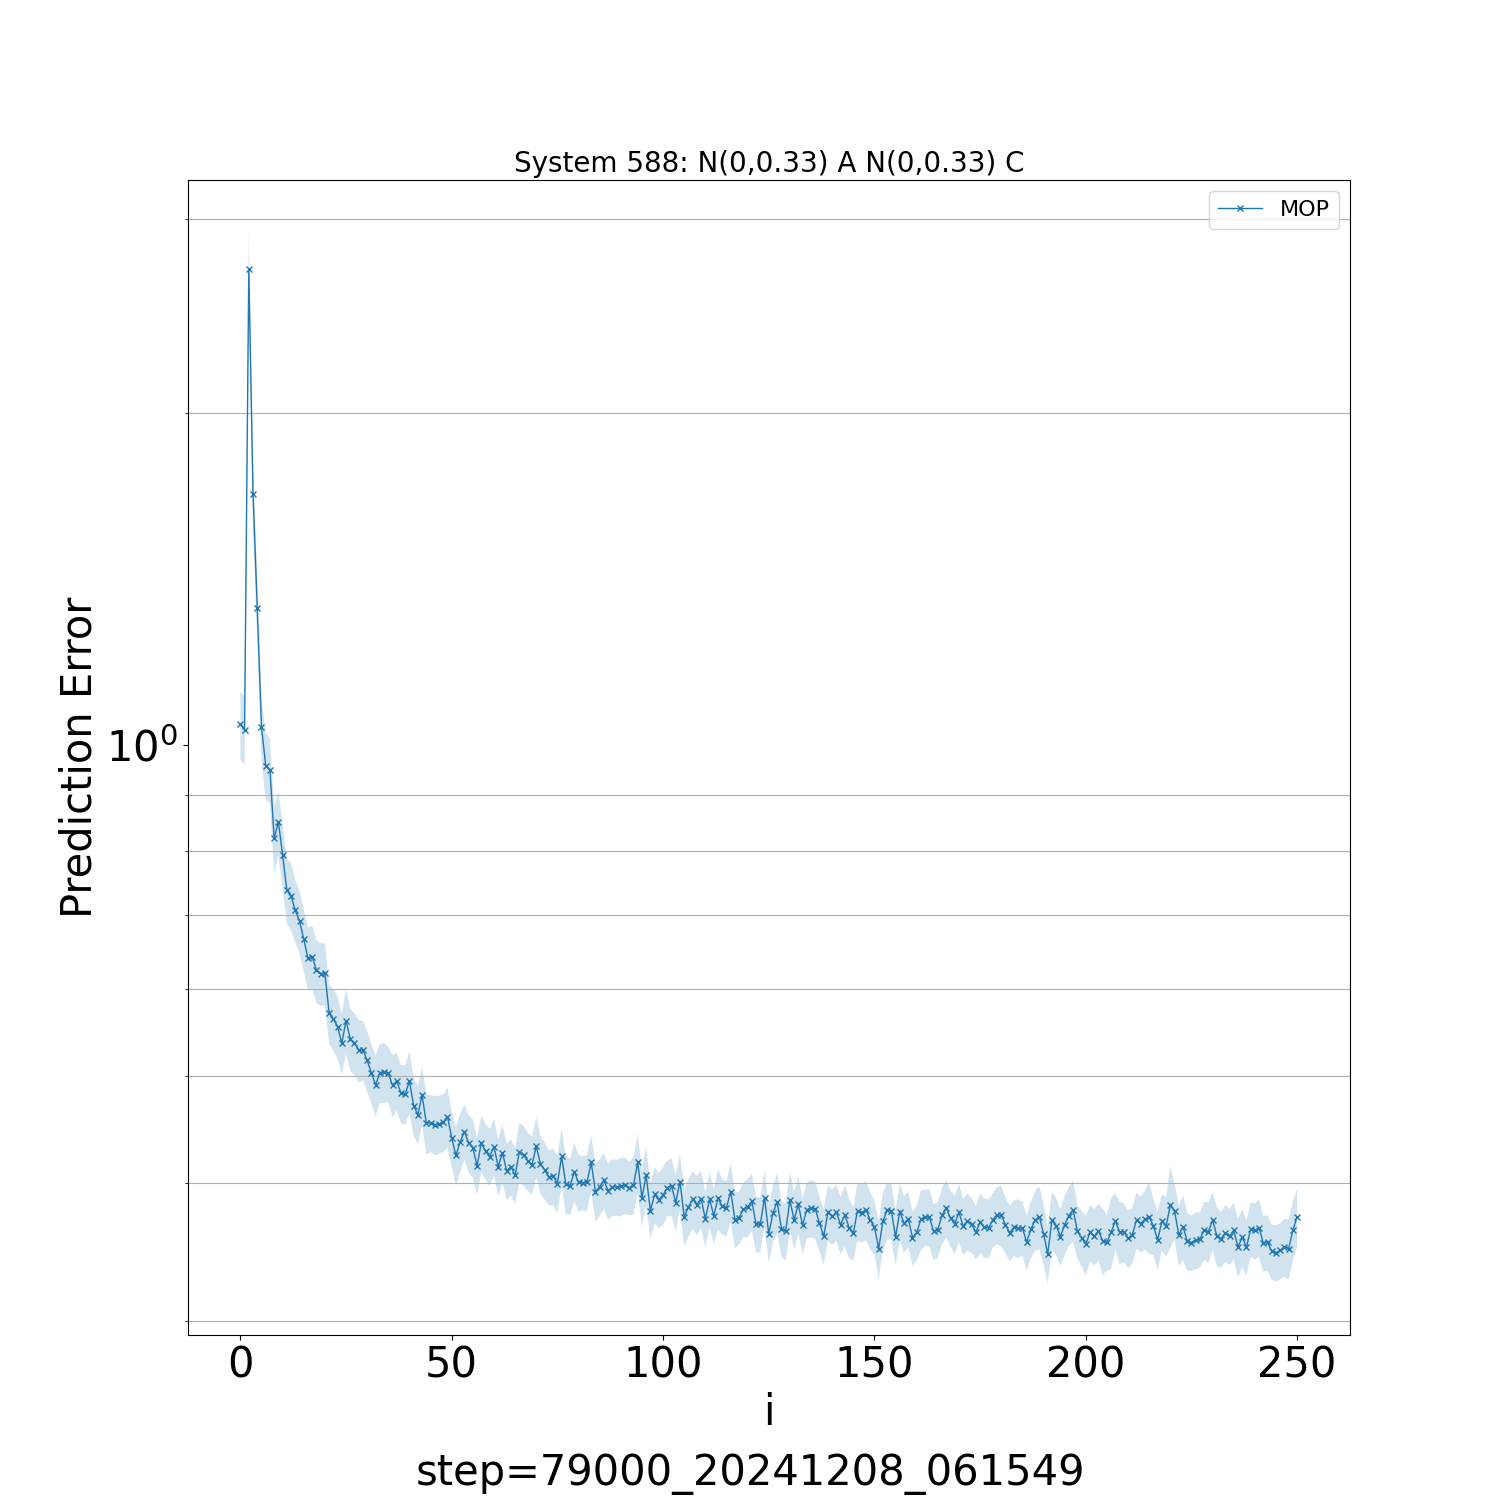 System 588: N(0,0.33) A N(0,0.33) C
MOP
Prediction Error
10⁰
0 50 100 150 200 250
i
step=79000_20241208_061549